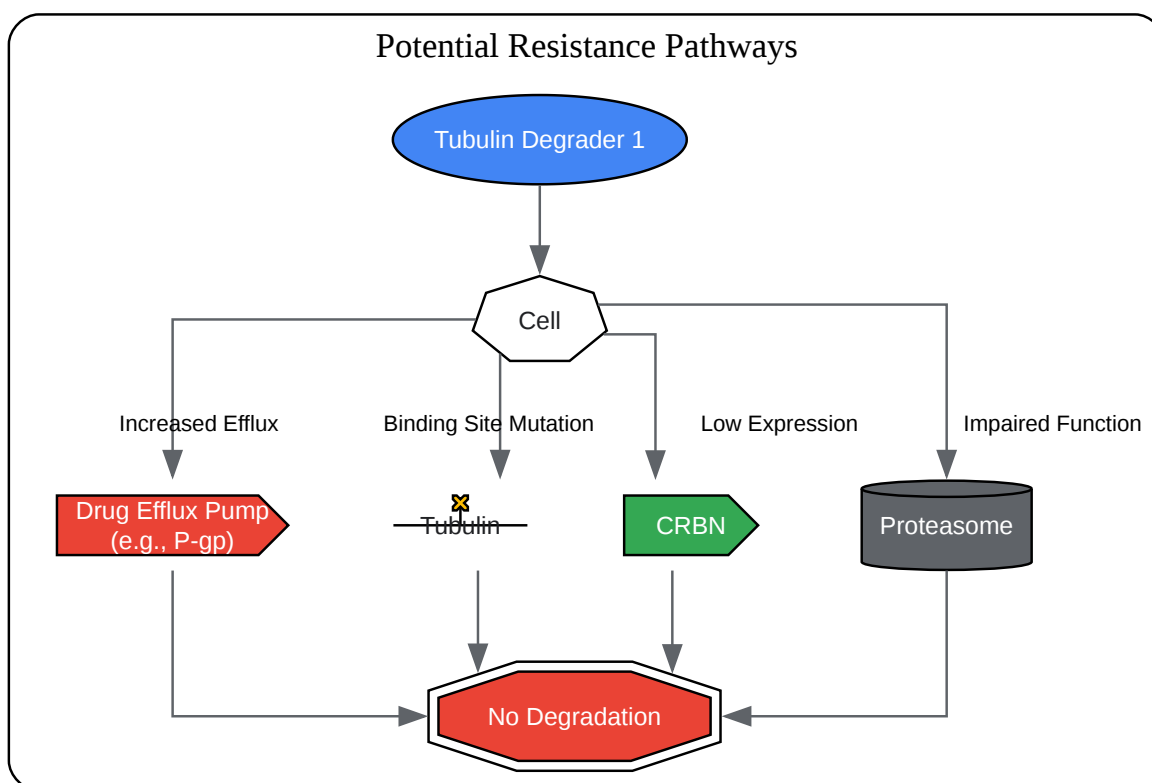 Potential Resistance Pathways
Tubulin Degrader 1
Cell
Increased Efflux
Binding Site Mutation
Low Expression
Impaired Function
Drug Efflux Pump
(e.g., P-gp)
Tubulin
CRBN
Proteasome
No Degradation